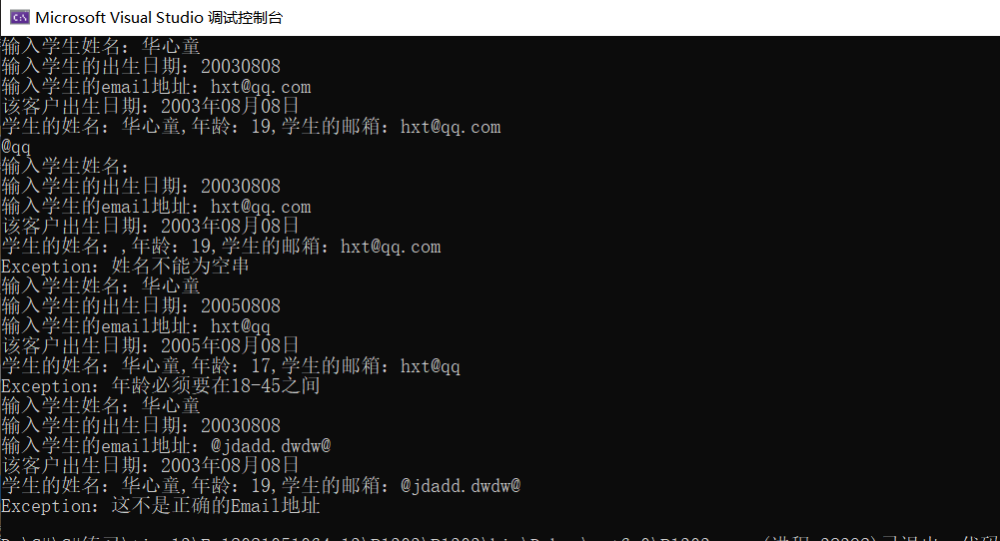 Microsoft Visual Studio 调试控制台
输入学生姓名：华心童
输入学生的出生日期：20030808
输入学生的email地址：hxt@qq.com
该客户出生日期：2003年08月08日
学生的姓名：华心童,年龄：19,学生的邮箱：hxt@qq.com
@qq
输入学生姓名：
输入学生的出生日期：20030808
输入学生的email地址：hxt@qq.com
该客户出生日期：2003年08月08日
学生的姓名：,年龄：19,学生的邮箱：hxt@qq.com
Exception：姓名不能为空串
输入学生姓名：华心童
输入学生的出生日期：20050808
输入学生的email地址：hxt@qq
该客户出生日期：2005年08月08日
学生的姓名：华心童,年龄：17,学生的邮箱：hxt@qq
Exception：年龄必须要在18-45之间
输入学生姓名：华心童
输入学生的出生日期：20030808
输入学生的email地址：@jdadd.dwdw@
该客户出生日期：2003年08月08日
学生的姓名：华心童,年龄：19,学生的邮箱：@jdadd.dwdw@
Exception：这不是正确的Email地址